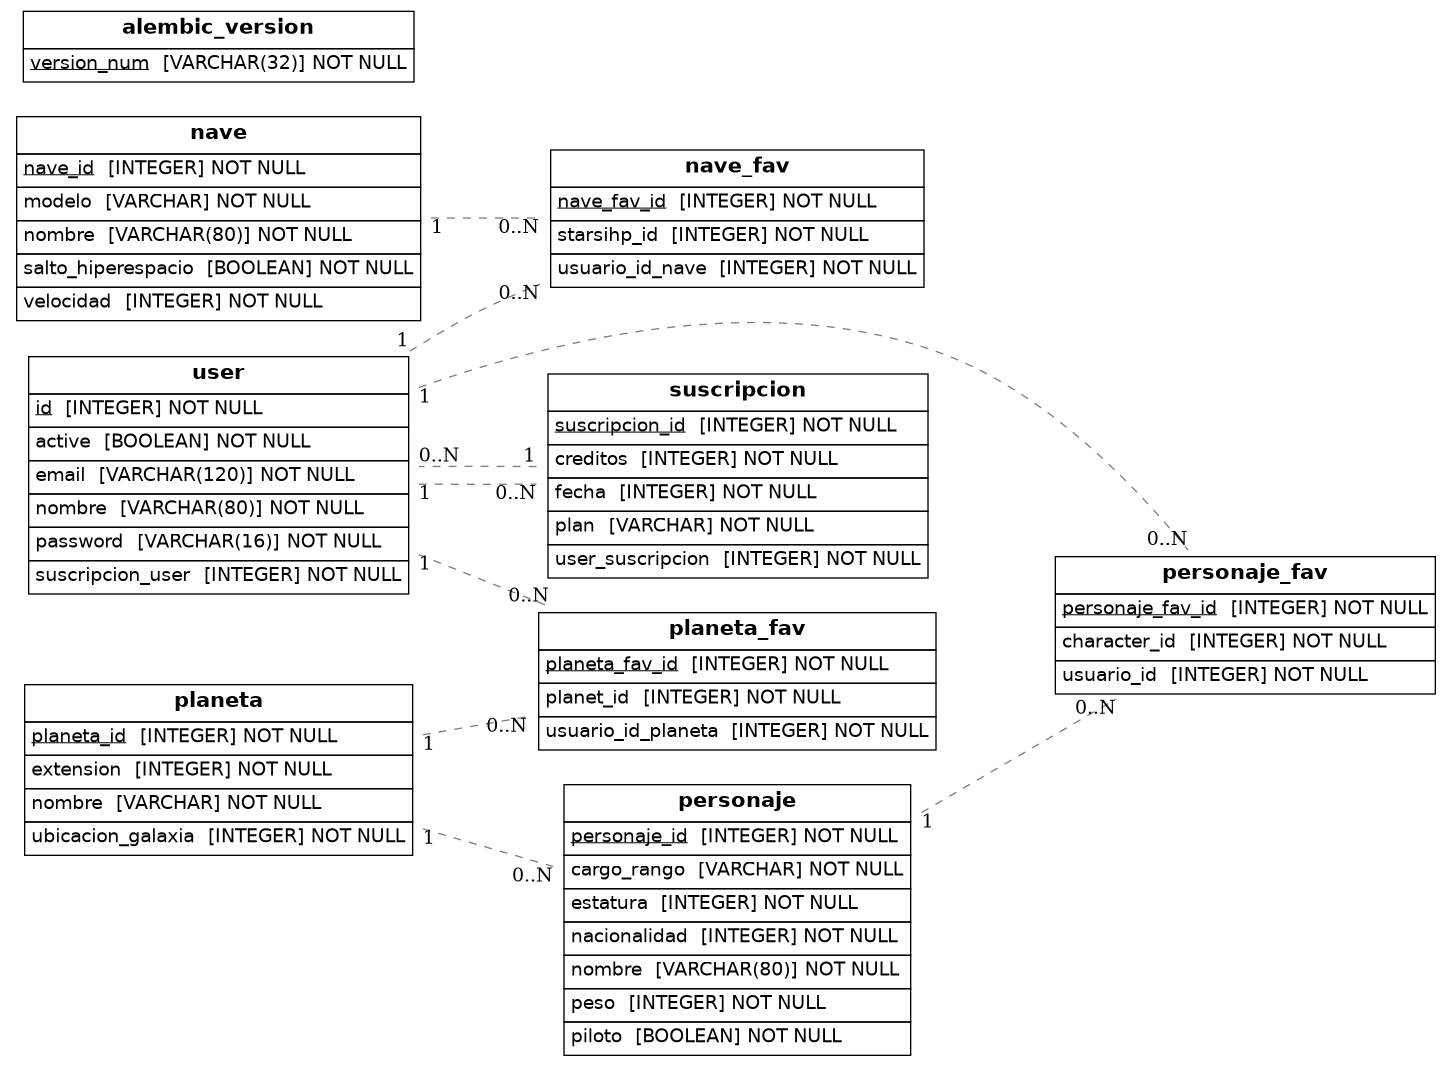 alembic_version
version_num [VARCHAR(32)] NOT NULL
nave
nave_id [INTEGER] NOT NULL
modelo [VARCHAR] NOT NULL
nombre [VARCHAR(80)] NOT NULL
salto_hiperespacio [BOOLEAN] NOT NULL
velocidad [INTEGER] NOT NULL
1
0..N
nave_fav
nave_fav_id [INTEGER] NOT NULL
starsihp_id [INTEGER] NOT NULL
usuario_id_nave [INTEGER] NOT NULL
0..N
1
user
id [INTEGER] NOT NULL
active [BOOLEAN] NOT NULL
email [VARCHAR(120)] NOT NULL
nombre [VARCHAR(80)] NOT NULL
password [VARCHAR(16)] NOT NULL
suscripcion_user [INTEGER] NOT NULL
1
0..N
1
1
0..N
1
0..N
suscripcion
suscripcion_id [INTEGER] NOT NULL
creditos [INTEGER] NOT NULL
fecha [INTEGER] NOT NULL
plan [VARCHAR] NOT NULL
user_suscripcion [INTEGER] NOT NULL
0..N
personaje_fav
personaje_fav_id [INTEGER] NOT NULL
character_id [INTEGER] NOT NULL
usuario_id [INTEGER] NOT NULL
0..N
planeta_fav
planeta_fav_id [INTEGER] NOT NULL
planet_id [INTEGER] NOT NULL
usuario_id_planeta [INTEGER] NOT NULL
planeta
planeta_id [INTEGER] NOT NULL
extension [INTEGER] NOT NULL
nombre [VARCHAR] NOT NULL
ubicacion_galaxia [INTEGER] NOT NULL
1
0..N
1
0..N
personaje
personaje_id [INTEGER] NOT NULL
cargo_rango [VARCHAR] NOT NULL
estatura [INTEGER] NOT NULL
nacionalidad [INTEGER] NOT NULL
nombre [VARCHAR(80)] NOT NULL
peso [INTEGER] NOT NULL
piloto [BOOLEAN] NOT NULL
1